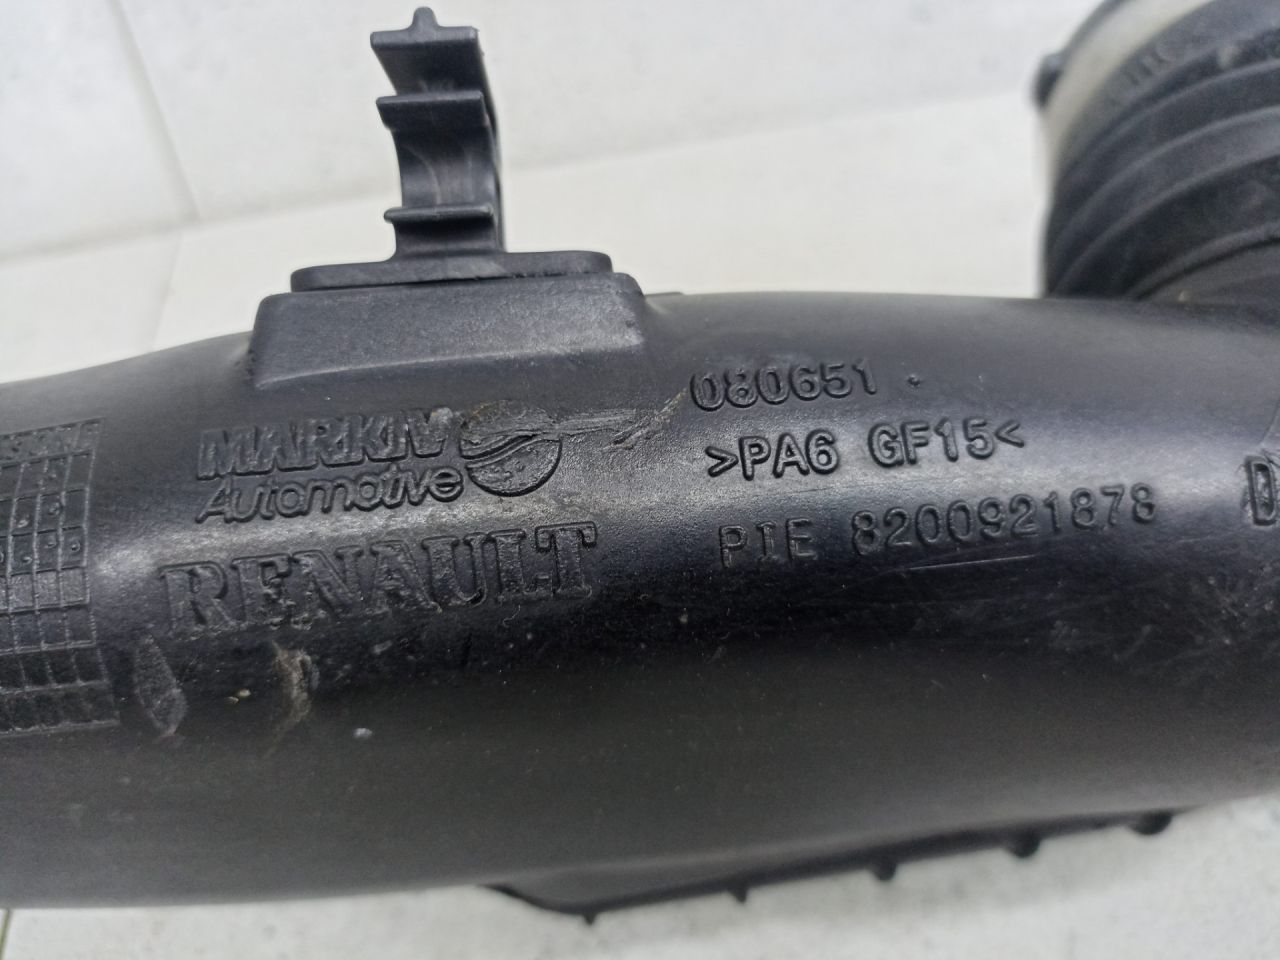 MARKIV
Automotive
RENAULT
080651
>PA6 GF15<
PIE 8200921878
D